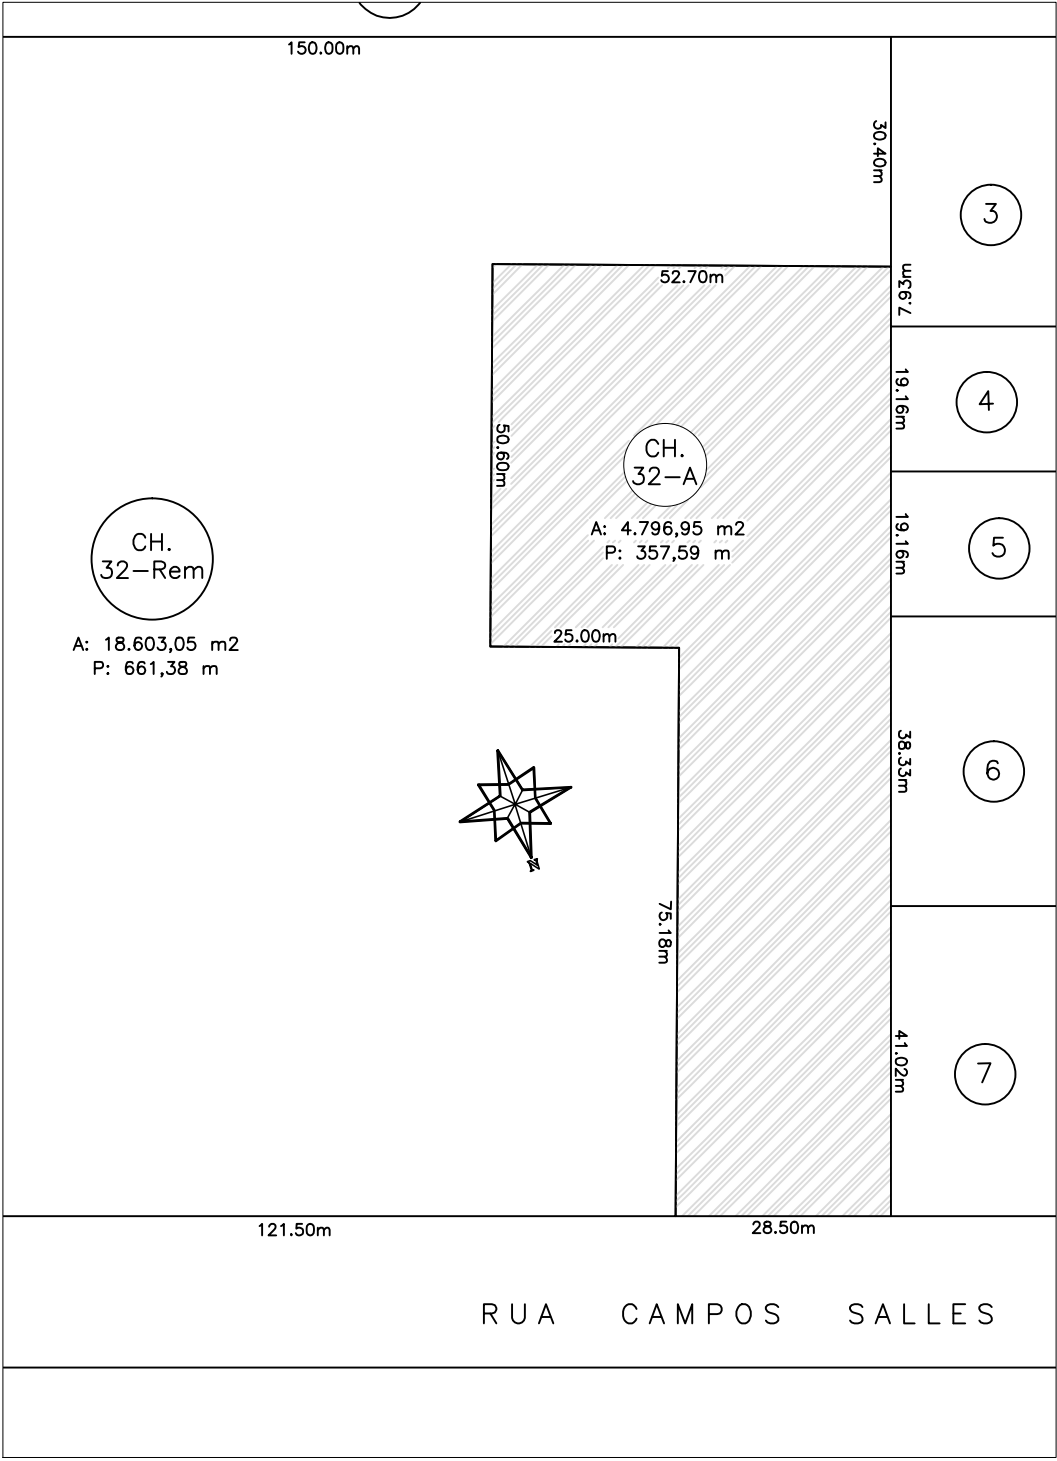 150.00m
30.40m
3
52.70m
7.93m
19.16m
4
50.60m
CH.
32-A
A: 4.796,95 m2
P: 357,59 m
19.16m
5
CH.
32-Rem
A: 18.603,05 m2
P: 661,38 m
25.00m
38.33m
6
N
75.18m
41.02m
7
121.50m
28.50m
RUA CAMPOS SALLES